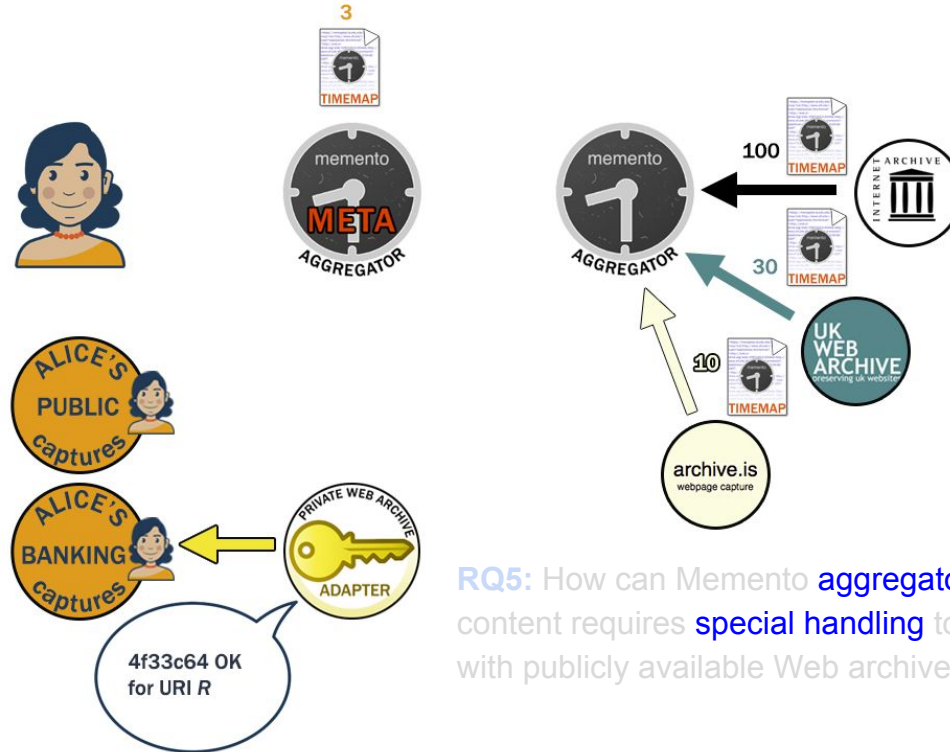 3
TIMEMAP
memento
META
AGGREGATOR
memento
AGGREGATOR
100
TIMEMAP
INTERNET ARCHIVE
30
TIMEMAP
UK
WEB
ARCHIVE
preserving uk websites
10
TIMEMAP
archive.is
webpage capture
ALICE'S
PUBLIC
captures
ALICE'S
BANKING
captures
PRIVATE WEB ARCHIVE
ADAPTER
4f33c64 OK
for URI R
RQ5: How can Memento aggregato
content requires special handling to
with publicly available Web archive